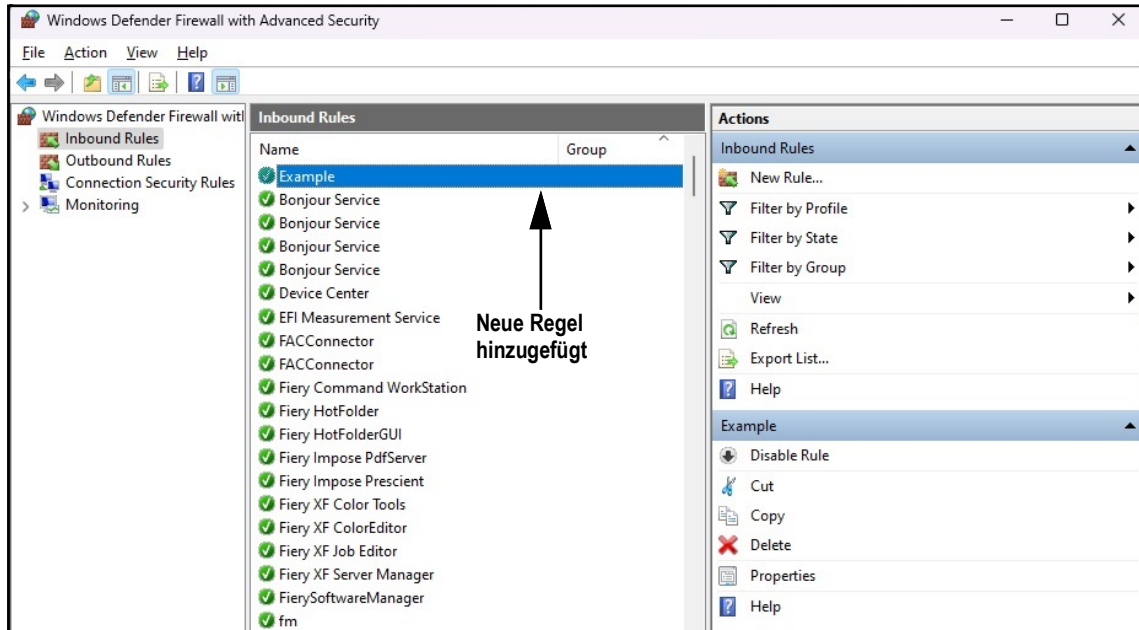 Windows Defender Firewall with Advanced Security
File Action View Help
Windows Defender Firewall witl
Inbound Rules
Outbound Rules
Connection Security Rules
Monitoring
Inbound Rules
Name Group
Example
Bonjour Service
Bonjour Service
Bonjour Service
Bonjour Service
Device Center
EFI Measurement Service
FACConnector
FACConnector
Fiery Command WorkStation
Fiery HotFolder
Fiery HotFolderGUI
Fiery Impose PdfServer
Fiery Impose Prescient
Fiery XF Color Tools
Fiery XF ColorEditor
Fiery XF Job Editor
Fiery XF Server Manager
FierySoftwareManager
fm
Neue Regel
hinzugefügt
Actions
Inbound Rules
New Rule...
Filter by Profile
Filter by State
Filter by Group
View
Refresh
Export List...
Help
Example
Disable Rule
Cut
Copy
Delete
Properties
Help